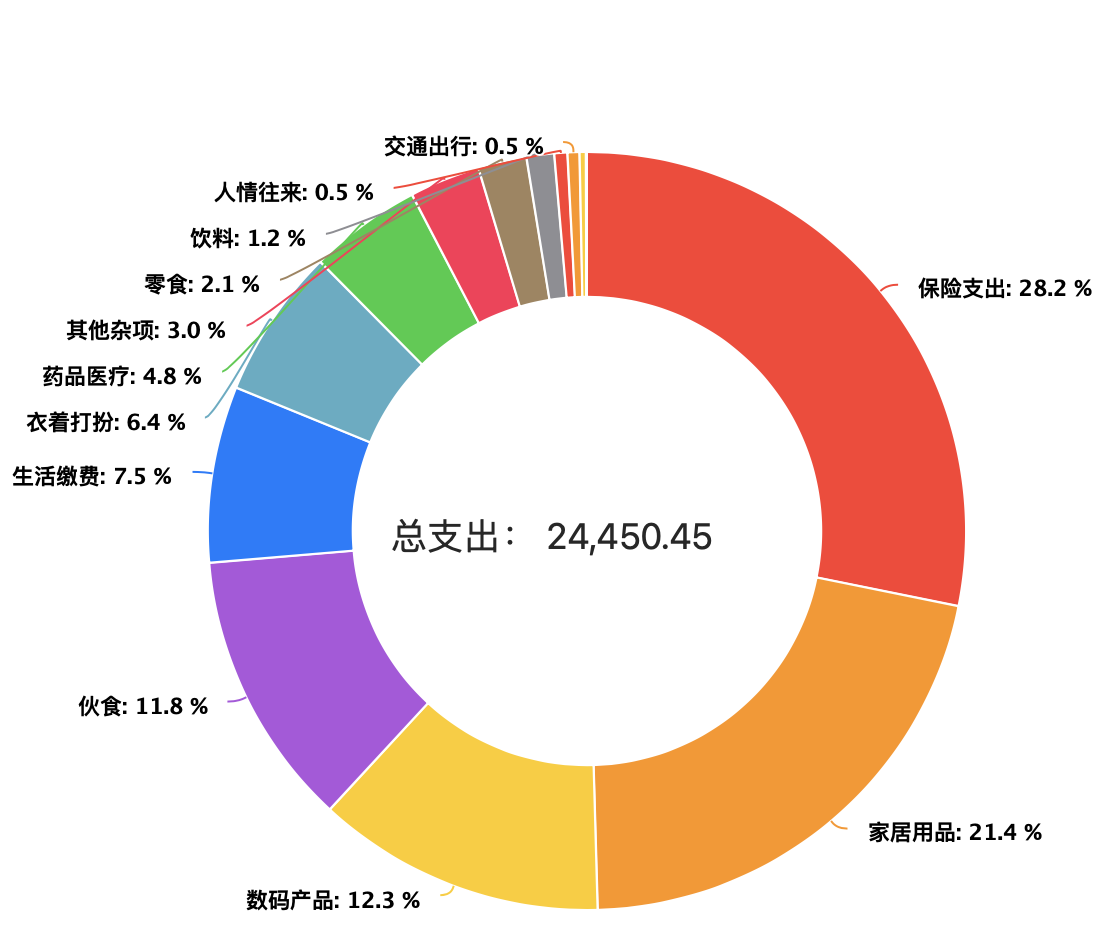 交通出行: 0.5 %
人情往来: 0.5 %
饮料: 1.2 %
零食: 2.1 %
保险支出: 28.2 %
其他杂项: 3.0 %
药品医疗: 4.8 %
衣着打扮: 6.4 %
生活缴费: 7.5 %
总支出： 24,450.45
伙食: 11.8 %
家居用品: 21.4 %
数码产品: 12.3 %